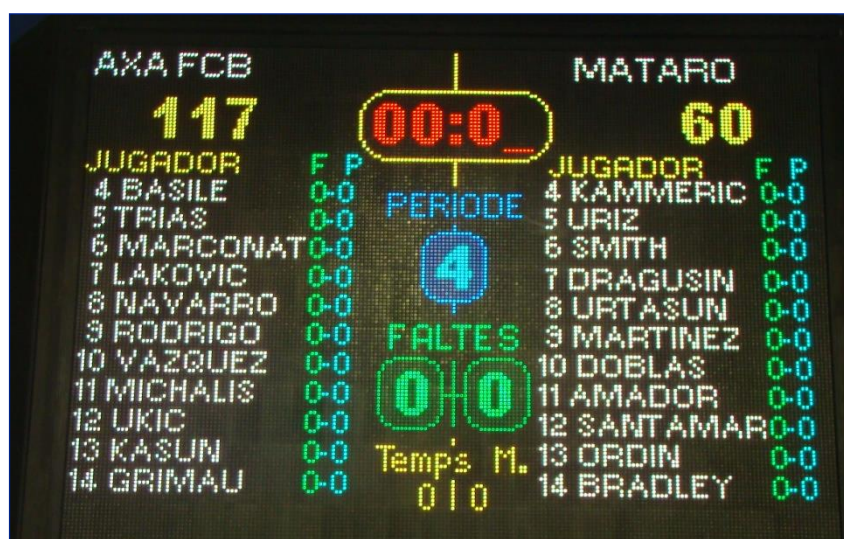 AXA FCB MATARO
117 00:0_ 60
JUGADOR F P JUGADOR F P
4 BASILE 0-0 4 KAMMERIC 0-0
5 TRIAS 0-0 PERIODE 5 URIZ 0-0
6 MARCONAT 0-0 6 SMITH 0-0
7 LAKOVIC 0-0 4 7 DRAGUSIN 0-0
8 NAVARRO 0-0 8 URTASUN 0-0
9 RODRIGO 0-0 FALTES 9 MARTINEZ 0-0
10 VAZQUEZ 0-0 10 DOBLAS 0-0
11 MICHALIS 0-0 0 0 11 AMADOR 0-0
12 UKIC 0-0 12 SANTAMAR 0-0
13 KASUN 0-0 Temps M. 13 ORDIN 0-0
14 GRIMAU 0-0 0|0 14 BRADLEY 0-0